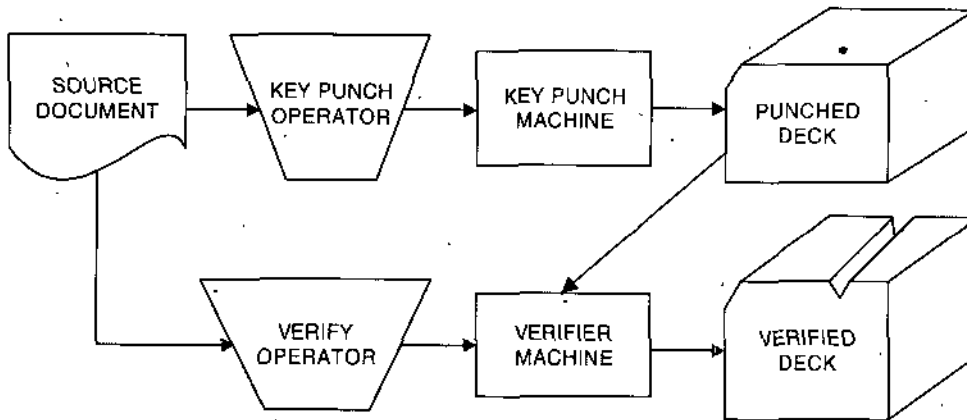 SOURCE
DOCUMENT
KEY PUNCH
OPERATOR
KEY PUNCH
MACHINE
PUNCHED
DECK
VERIFY
OPERATOR
VERIFIER
MACHINE
VERIFIED
DECK